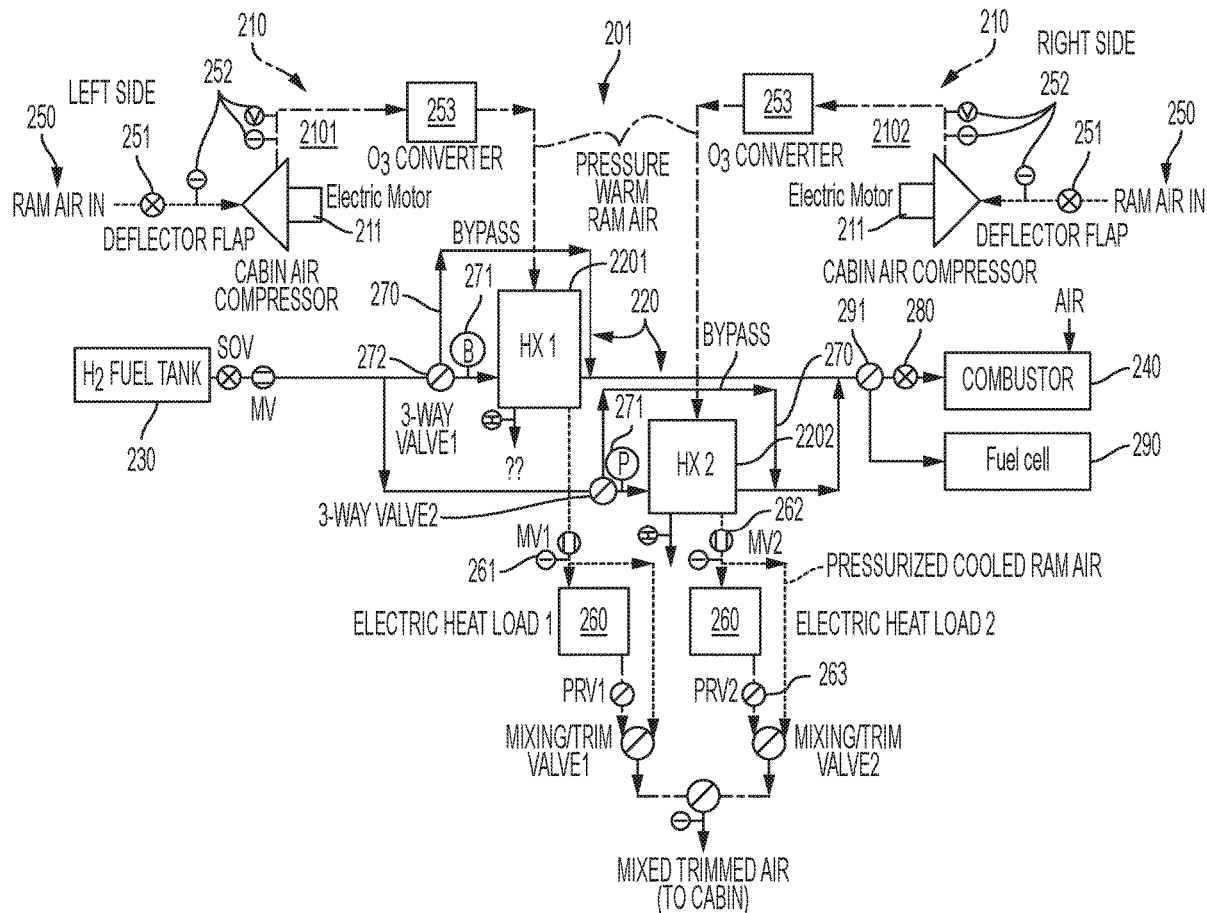 210
201
210
RIGHT SIDE
LEFT SIDE
252
253
253
252
250
251
V
2101
O3 CONVERTER
PRESSURE
WARM
RAM AIR
O3 CONVERTER
2102
V
251
250
RAM AIR IN
Electric Motor
Electric Motor
RAM AIR IN
DEFLECTOR FLAP
211
211
DEFLECTOR FLAP
CABIN AIR
COMPRESSOR
BYPASS
2201
CABIN AIR COMPRESSOR
270
271
220
291
280
AIR
BYPASS
H2 FUEL TANK
SOV
272
B
HX 1
270
COMBUSTOR
240
MV
3-WAY
VALVE1
H
271
2202
230
??
P
HX 2
Fuel cell
290
3-WAY VALVE2
262
MV1
H
MV2
261
PRESSURIZED COOLED RAM AIR
ELECTRIC HEAT LOAD 1
260
260
ELECTRIC HEAT LOAD 2
PRV1
PRV2
263
MIXING/TRIM
VALVE1
MIXING/TRIM
VALVE2
MIXED TRIMMED AIR
(TO CABIN)